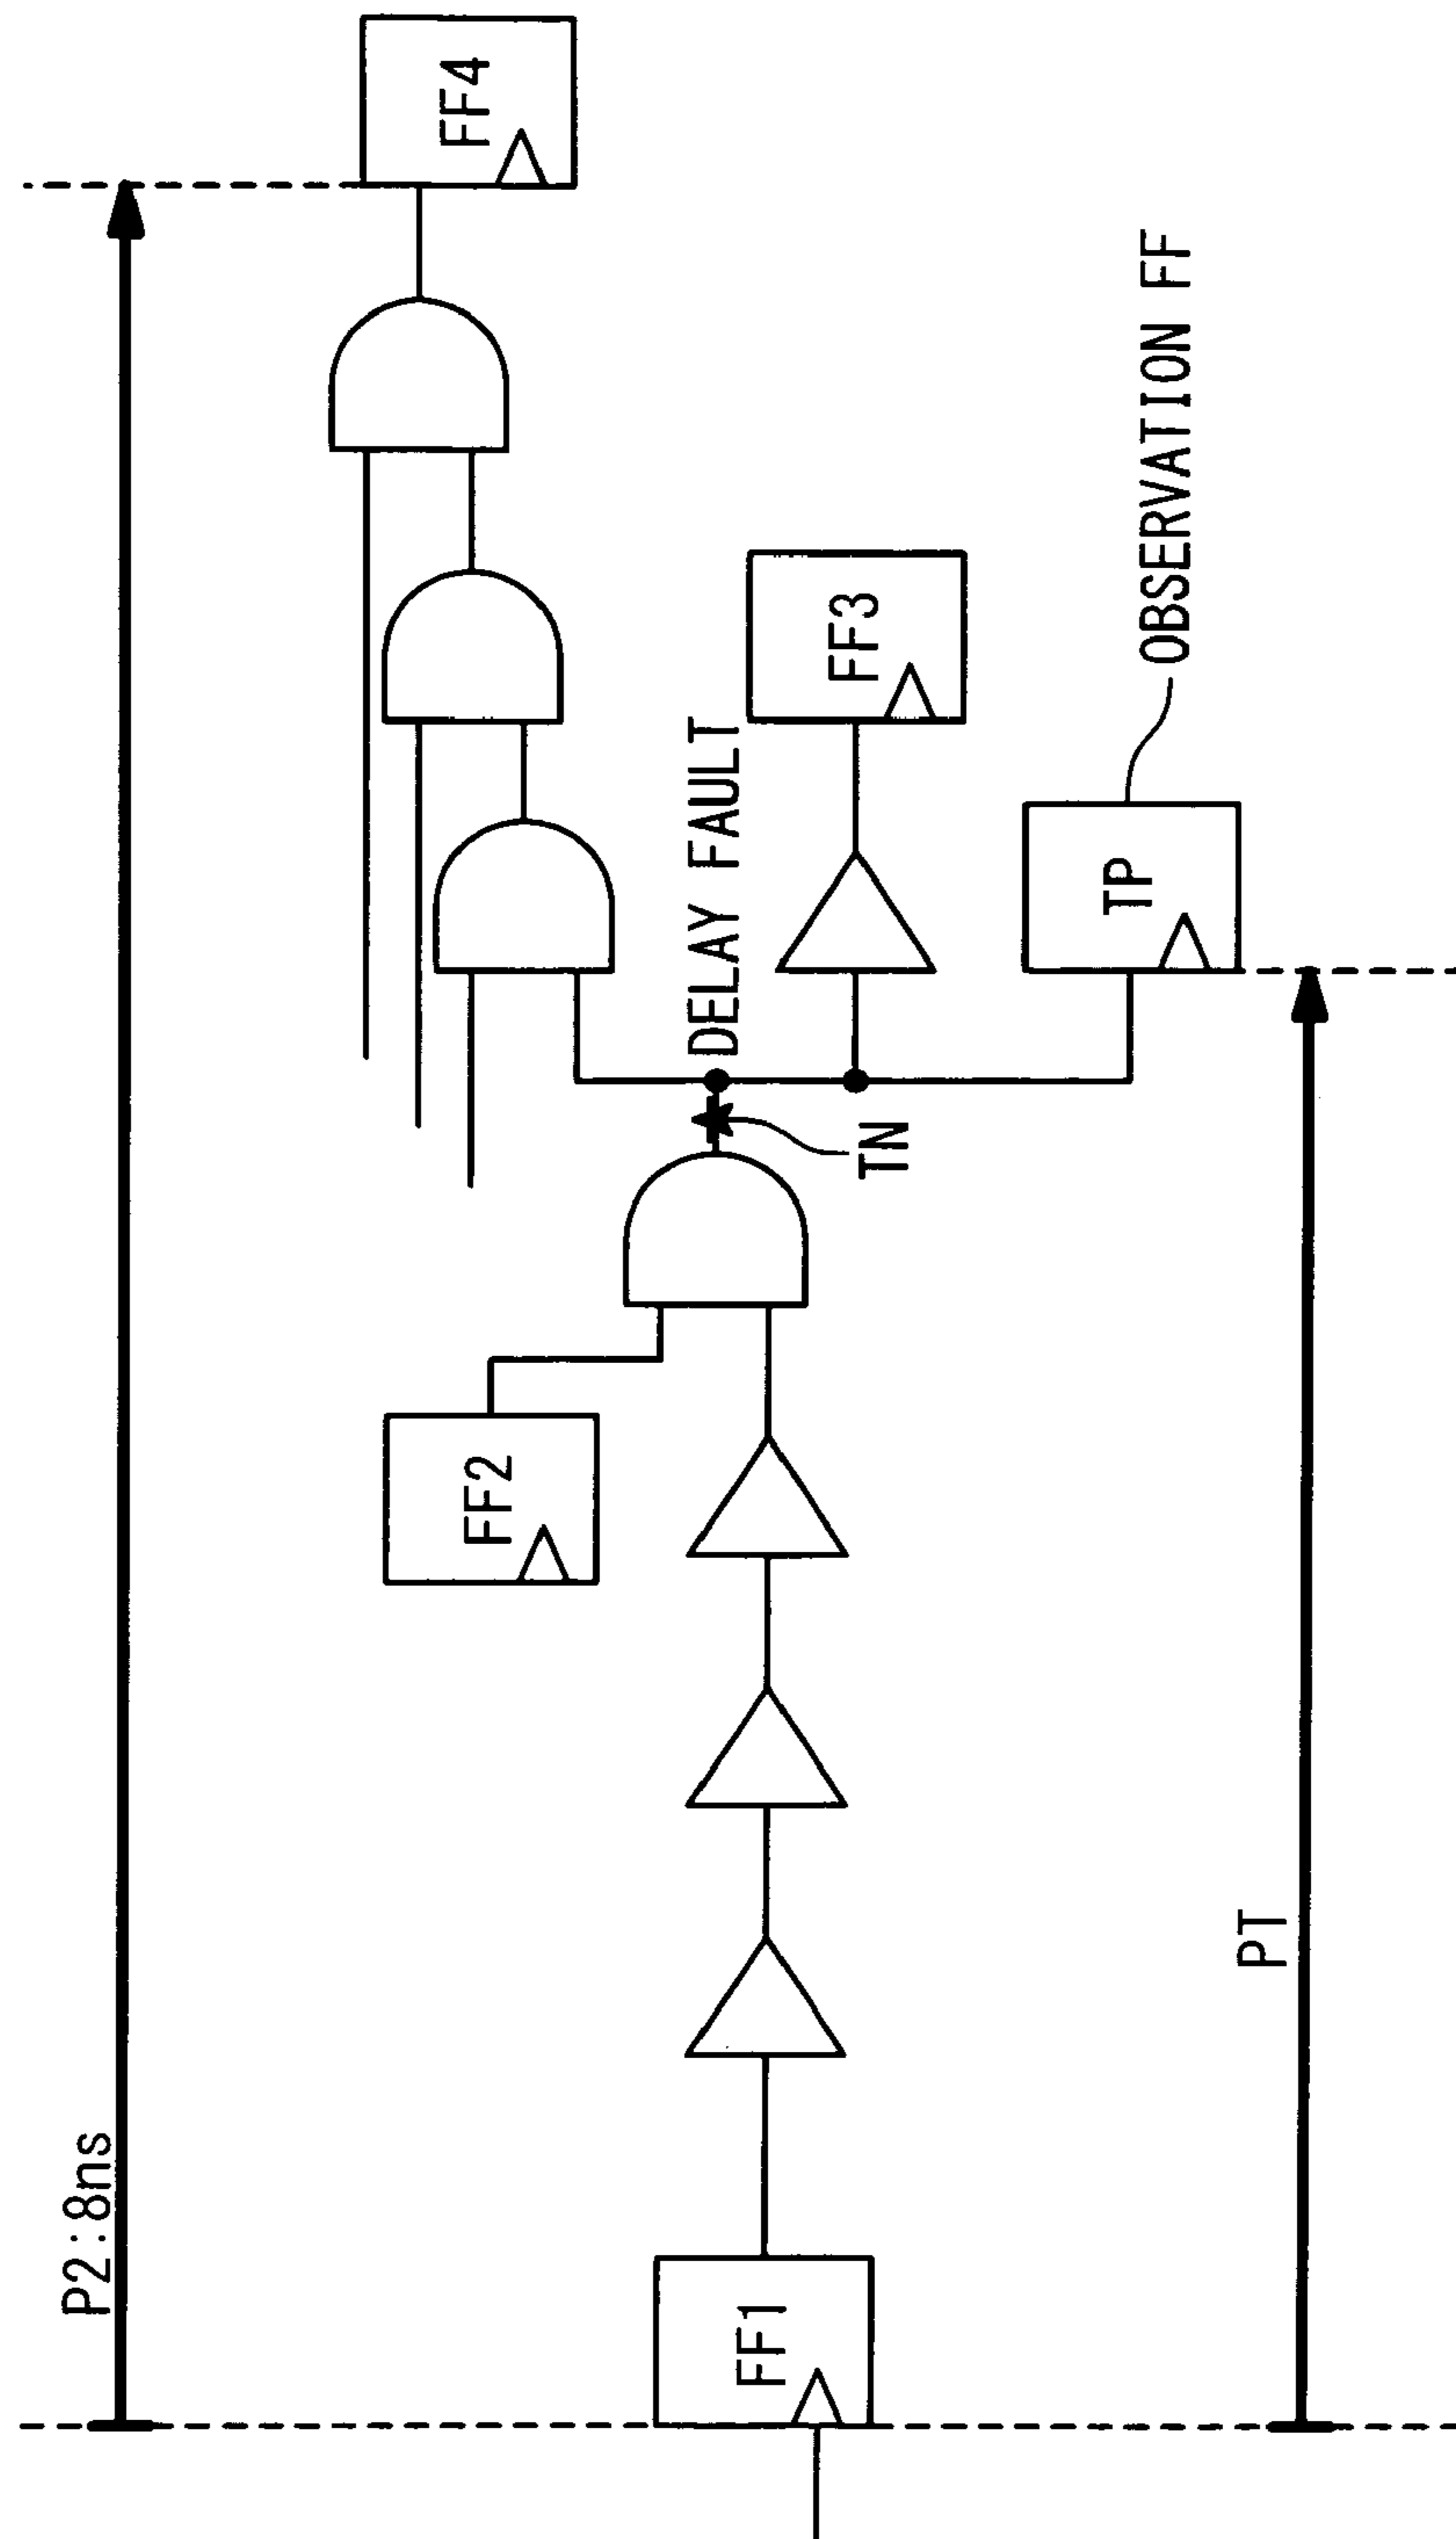 P2:8ns
FF4
FF2
DELAY FAULT
TN
FF1
FF3
TP
OBSERVATION FF
PT